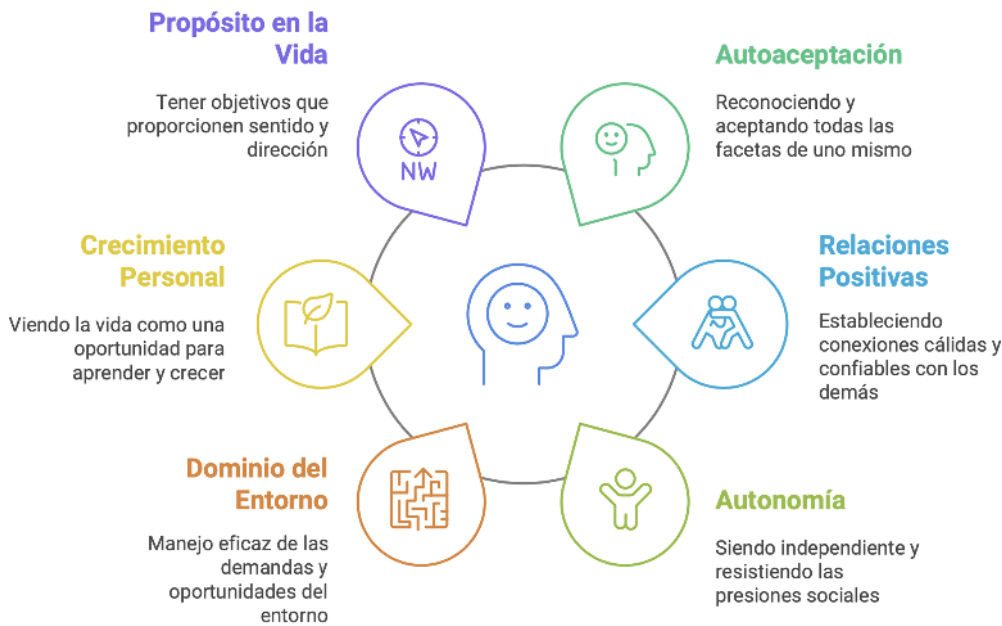 Propósito en la
Vida
Tener objetivos que
proporcionen sentido y
dirección
NW
Autoaceptación
Reconociendo y
aceptando todas las
facetas de uno mismo
Crecimiento
Personal
Viendo la vida como una
oportunidad para
aprender y crecer
Relaciones
Positivas
Estableciendo
conexiones cálidas y
confiables con los
demás
Dominio del
Entorno
Manejo eficaz de las
demandas y
oportunidades del
entorno
Autonomía
Siendo independiente y
resistiendo las
presiones sociales